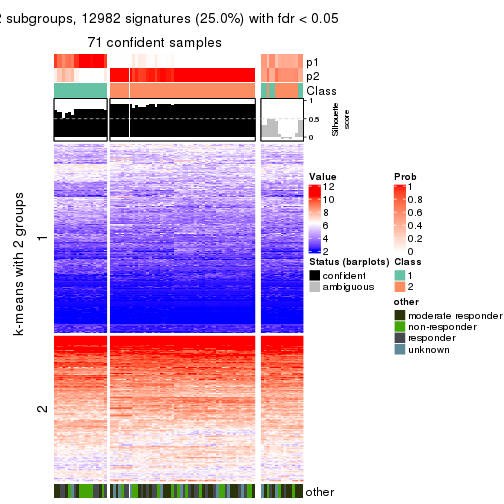 2 subgroups, 12982 signatures (25.0%) with fdr < 0.05
71 confident samples
p1
p2
Class
1
0.5
0
Silhouette
score
k-means with 2 groups
1
2
other
Value
12
10
8
6
4
2
Prob
1
0.8
0.6
0.4
0.2
0
Status (barplots)
confident
ambiguous
Class
1
2
other
moderate responder
non-responder
responder
unknown